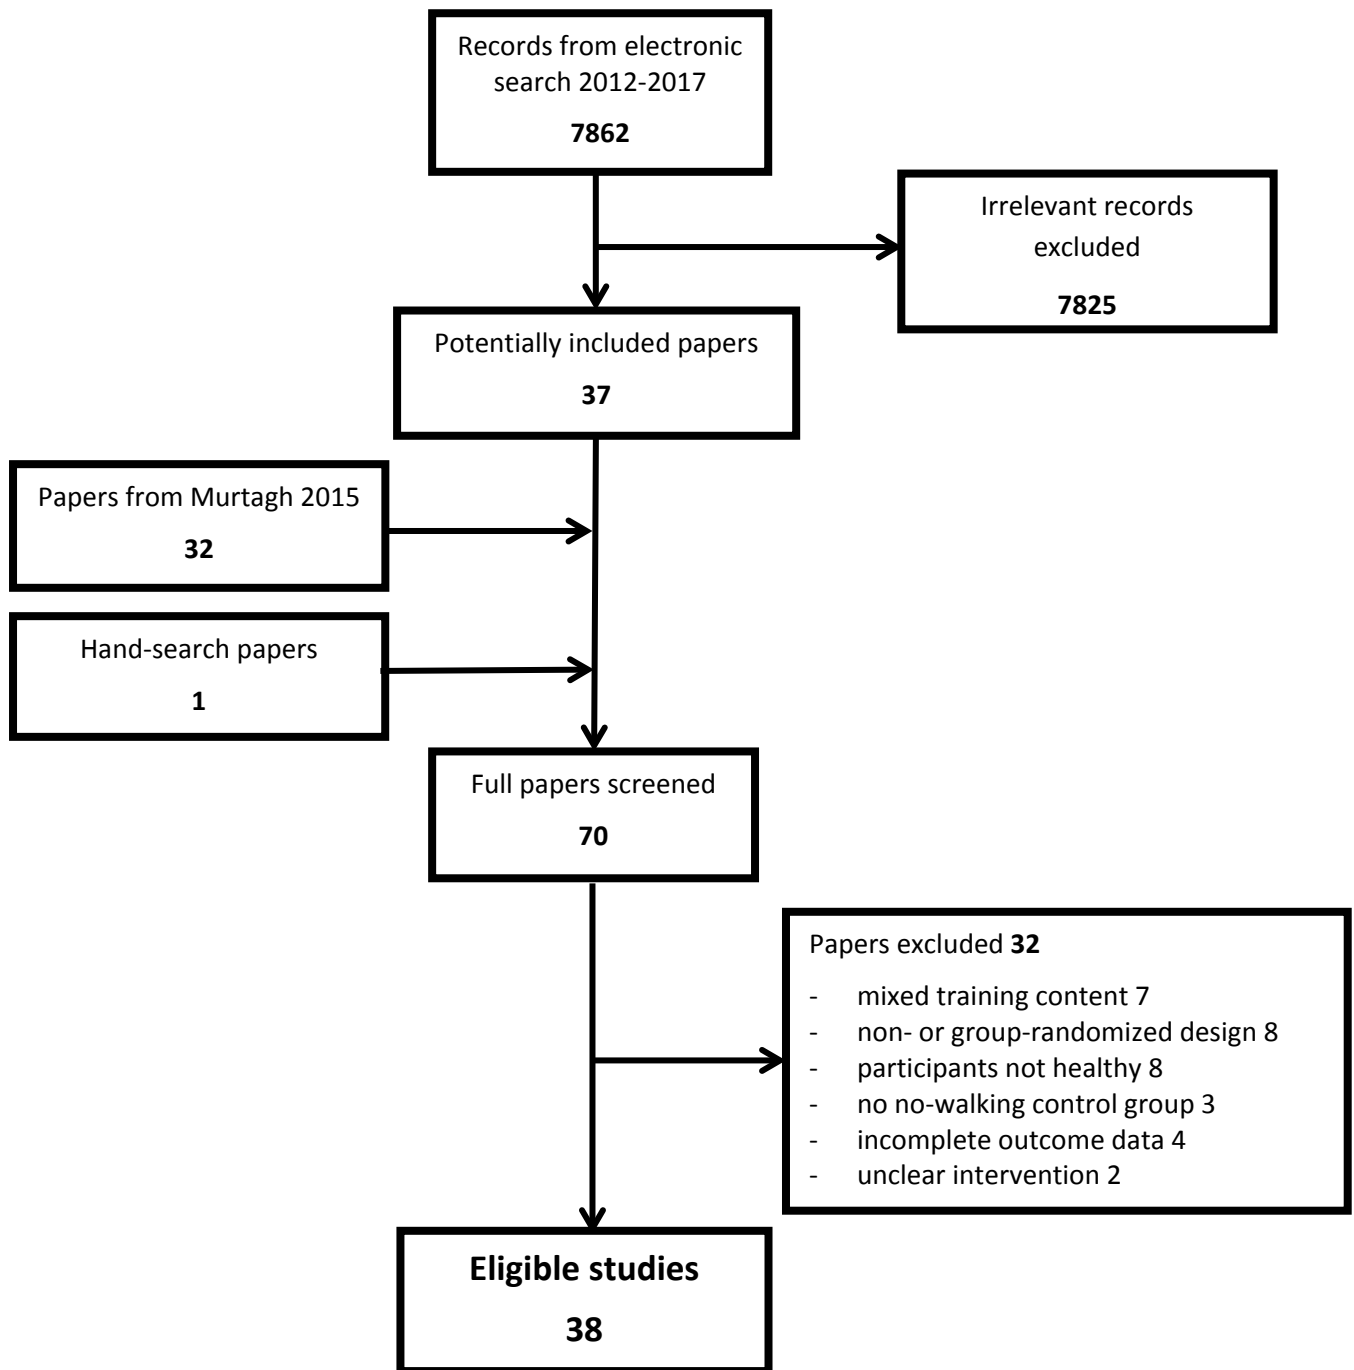 Records from electronic
search 2012-2017
7862
Irrelevant records
excluded
7825
Potentially included papers
37
Papers from Murtagh 2015
32
Hand-search papers
1
Full papers screened
70
Papers excluded 32
- mixed training content 7
- non- or group-randomized design 8
- participants not healthy 8
- no no-walking control group 3
- incomplete outcome data 4
- unclear intervention 2
Eligible studies
38